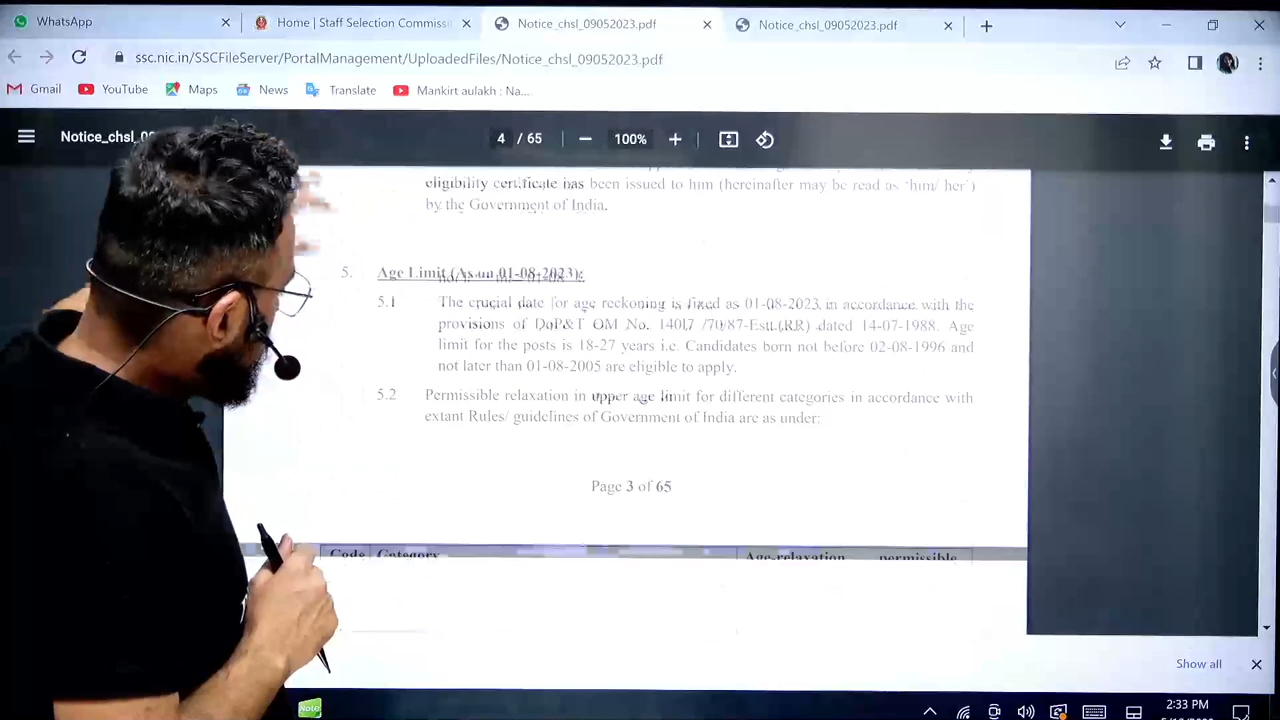 WhatsApp
Home | Staff Selection Commissi
Notice_chsl_09052023.pdf
Notice_chsl_09052023.pdf
ssc.nic.in/SSCFileServer/PortalManagement/UploadedFiles/Notice_chsl_09052023.pdf
Gmail
YouTube
Maps
News
Translate
Mankirt aulakh : Na...
Notice_chsl_09
4 / 65
100%
eligibility certificate has been issued to him (hereinafter may be read as 'him/ her')
by the Government of India.
5. Age Limit (As on 01-08-2023):
5.1 The crucial date for age reckoning is fixed as 01-08-2023 in accordance with the
provisions of DoP&T OM No. 14017 /70/87-Estt.(RR) dated 14-07-1988. Age
limit for the posts is 18-27 years i.e. Candidates born not before 02-08-1996 and
not later than 01-08-2005 are eligible to apply.
5.2 Permissible relaxation in upper age limit for different categories in accordance with
extant Rules/ guidelines of Government of India are as under:
Page 3 of 65
Code Category Age-relaxation permissible
Show all
Note
2:33 PM